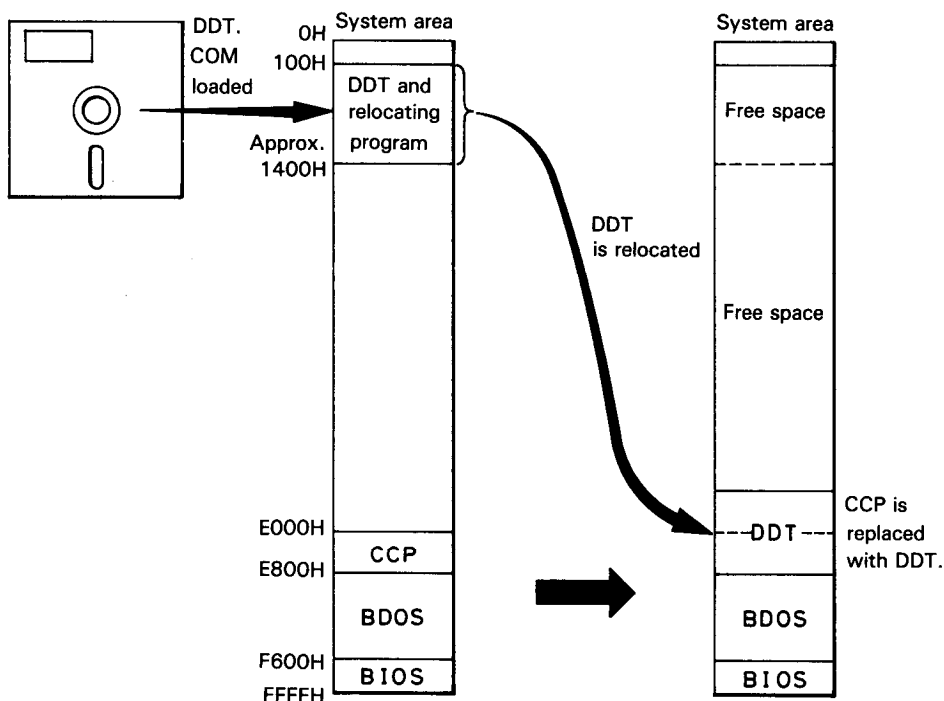 DDT.
COM
loaded
System area
0H
100H
DDT and
relocating
program
Approx.
1400H
E000H
CCP
E800H
BDOS
F600H
BIOS
FFFFH
DDT
is relocated
System area
Free space
Free space
DDT
CCP is
replaced
with DDT.
BDOS
BIOS